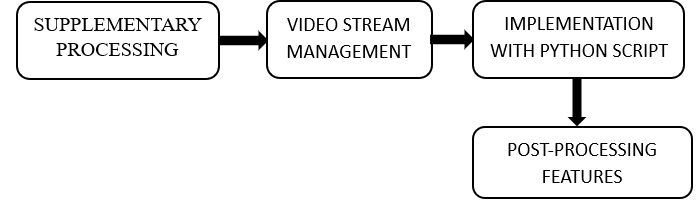 SUPPLEMENTARY
PROCESSING
VIDEO STREAM
MANAGEMENT
IMPLEMENTATION
WITH PYTHON SCRIPT
POST-PROCESSING
FEATURES